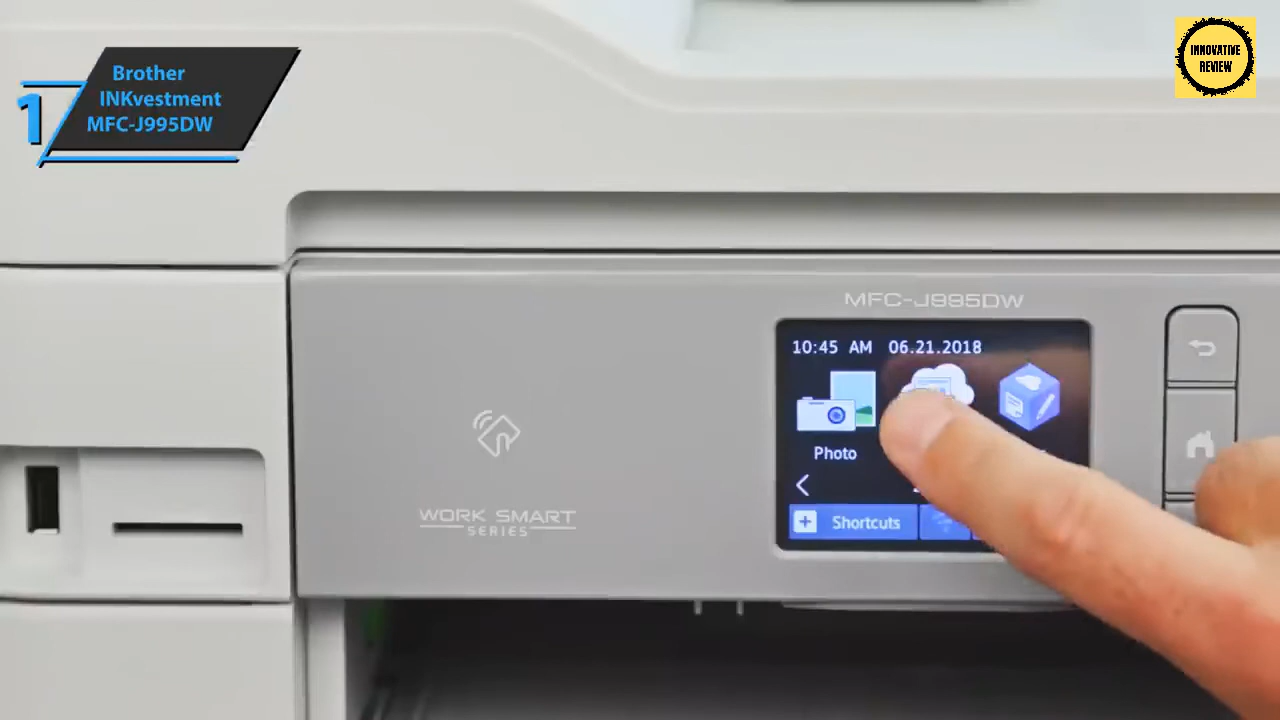 1
Brother
INKvestment
MFC-J995DW
INNOVATIVE
REVIEW
MFC-J995DW
10:45 AM 06.21.2018
Photo
Shortcuts
WORK SMART
SERIES